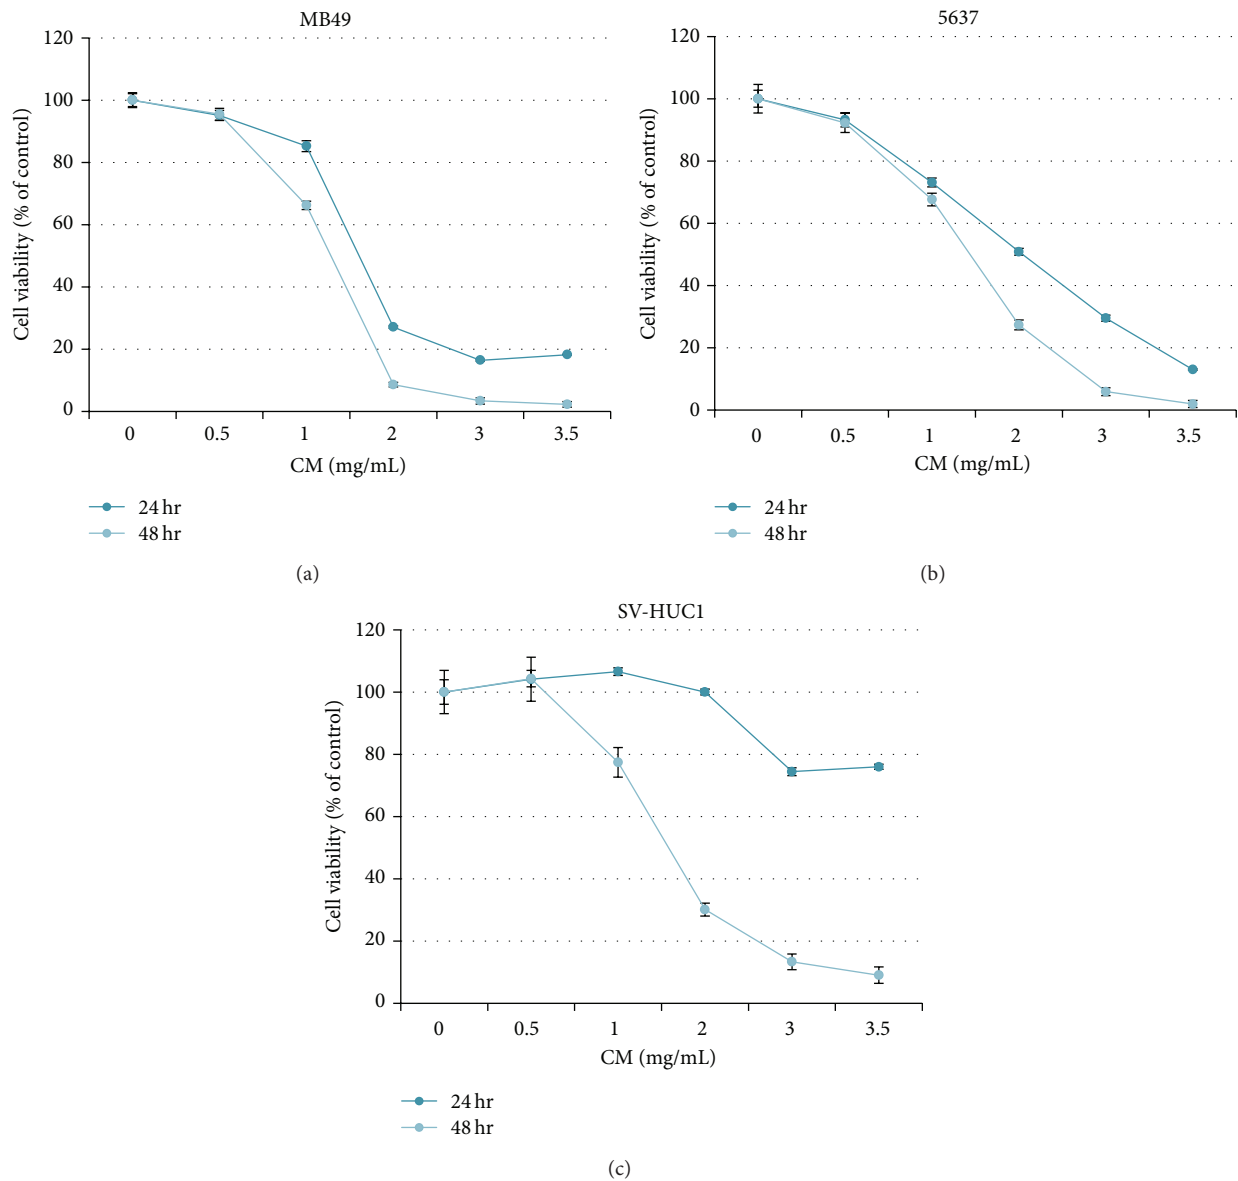 MB49
120
100
80
60
40
20
0
Cell viability (% of control)
0 0.5 1 2 3 3.5
CM (mg/mL)
24 hr
48 hr
(a)
5637
120
100
80
60
40
20
0
Cell viability (% of control)
0 0.5 1 2 3 3.5
CM (mg/mL)
24 hr
48 hr
(b)
SV-HUC1
120
100
80
60
40
20
0
Cell viability (% of control)
0 0.5 1 2 3 3.5
CM (mg/mL)
24 hr
48 hr
(c)